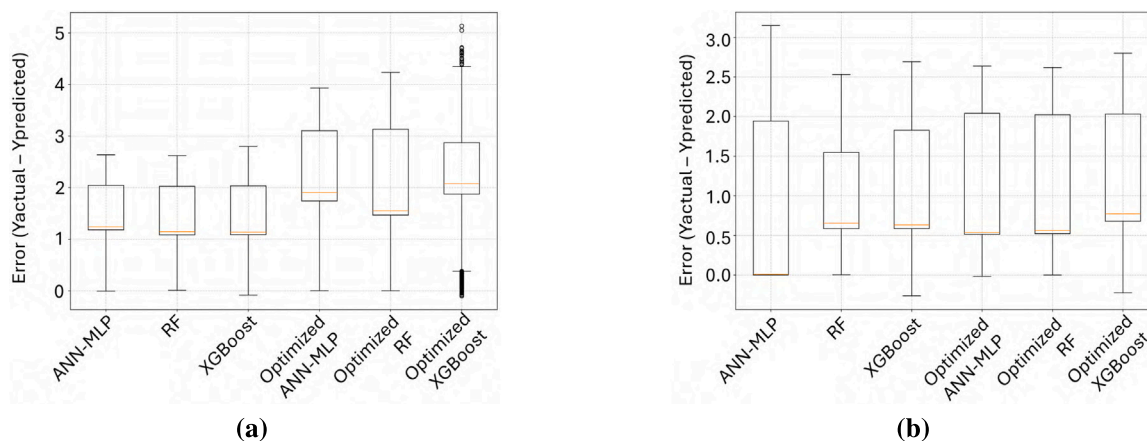 Error (Yactual – Ypredicted)
5
4
3
2
1
0
ANN-MLP
RF
XGBoost
Optimized
ANN-MLP
Optimized
RF
Optimized
XGBoost
(a)
Error (Yactual – Ypredicted)
3.0
2.5
2.0
1.5
1.0
0.5
0.0
ANN-MLP
RF
XGBoost
Optimized
ANN-MLP
Optimized
RF
Optimized
XGBoost
(b)